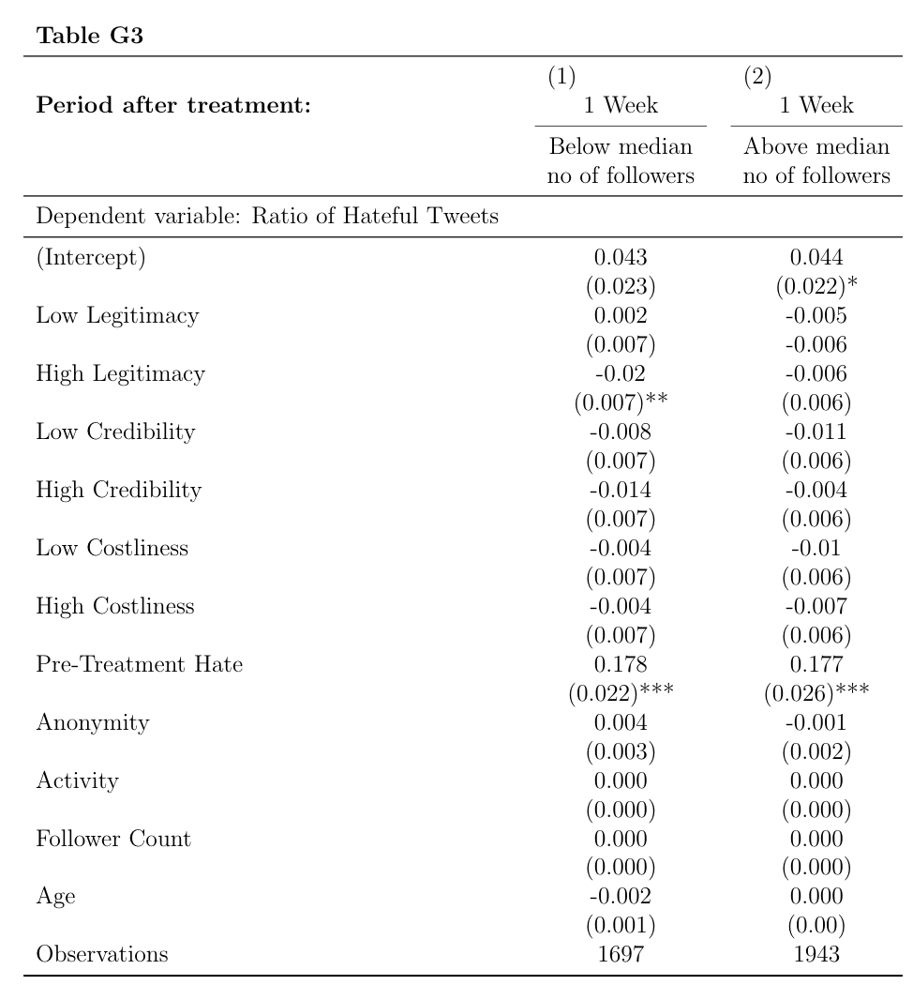 Table G3
(1) (2)
Period after treatment: 1 Week 1 Week
Below median Above median
no of followers no of followers
Dependent variable: Ratio of Hateful Tweets
(Intercept) 0.043 0.044
(0.023) (0.022)*
Low Legitimacy 0.002 -0.005
(0.007) -0.006
High Legitimacy -0.02 -0.006
(0.007)** (0.006)
Low Credibility -0.008 -0.011
(0.007) (0.006)
High Credibility -0.014 -0.004
(0.007) (0.006)
Low Costliness -0.004 -0.01
(0.007) (0.006)
High Costliness -0.004 -0.007
(0.007) (0.006)
Pre-Treatment Hate 0.178 0.177
(0.022)*** (0.026)***
Anonymity 0.004 -0.001
(0.003) (0.002)
Activity 0.000 0.000
(0.000) (0.000)
Follower Count 0.000 0.000
(0.000) (0.000)
Age -0.002 0.000
(0.001) (0.00)
Observations 1697 1943